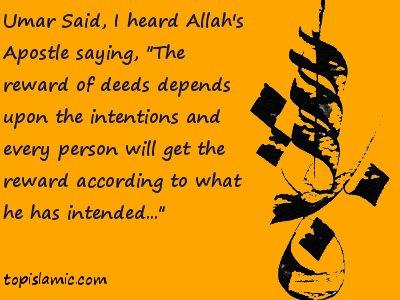 Umar Said, I heard Allah's
Apostle saying, "The
reward of deeds depends
upon the intentions and
every person will get the
reward according to what
he has intended..."
topislamic.com